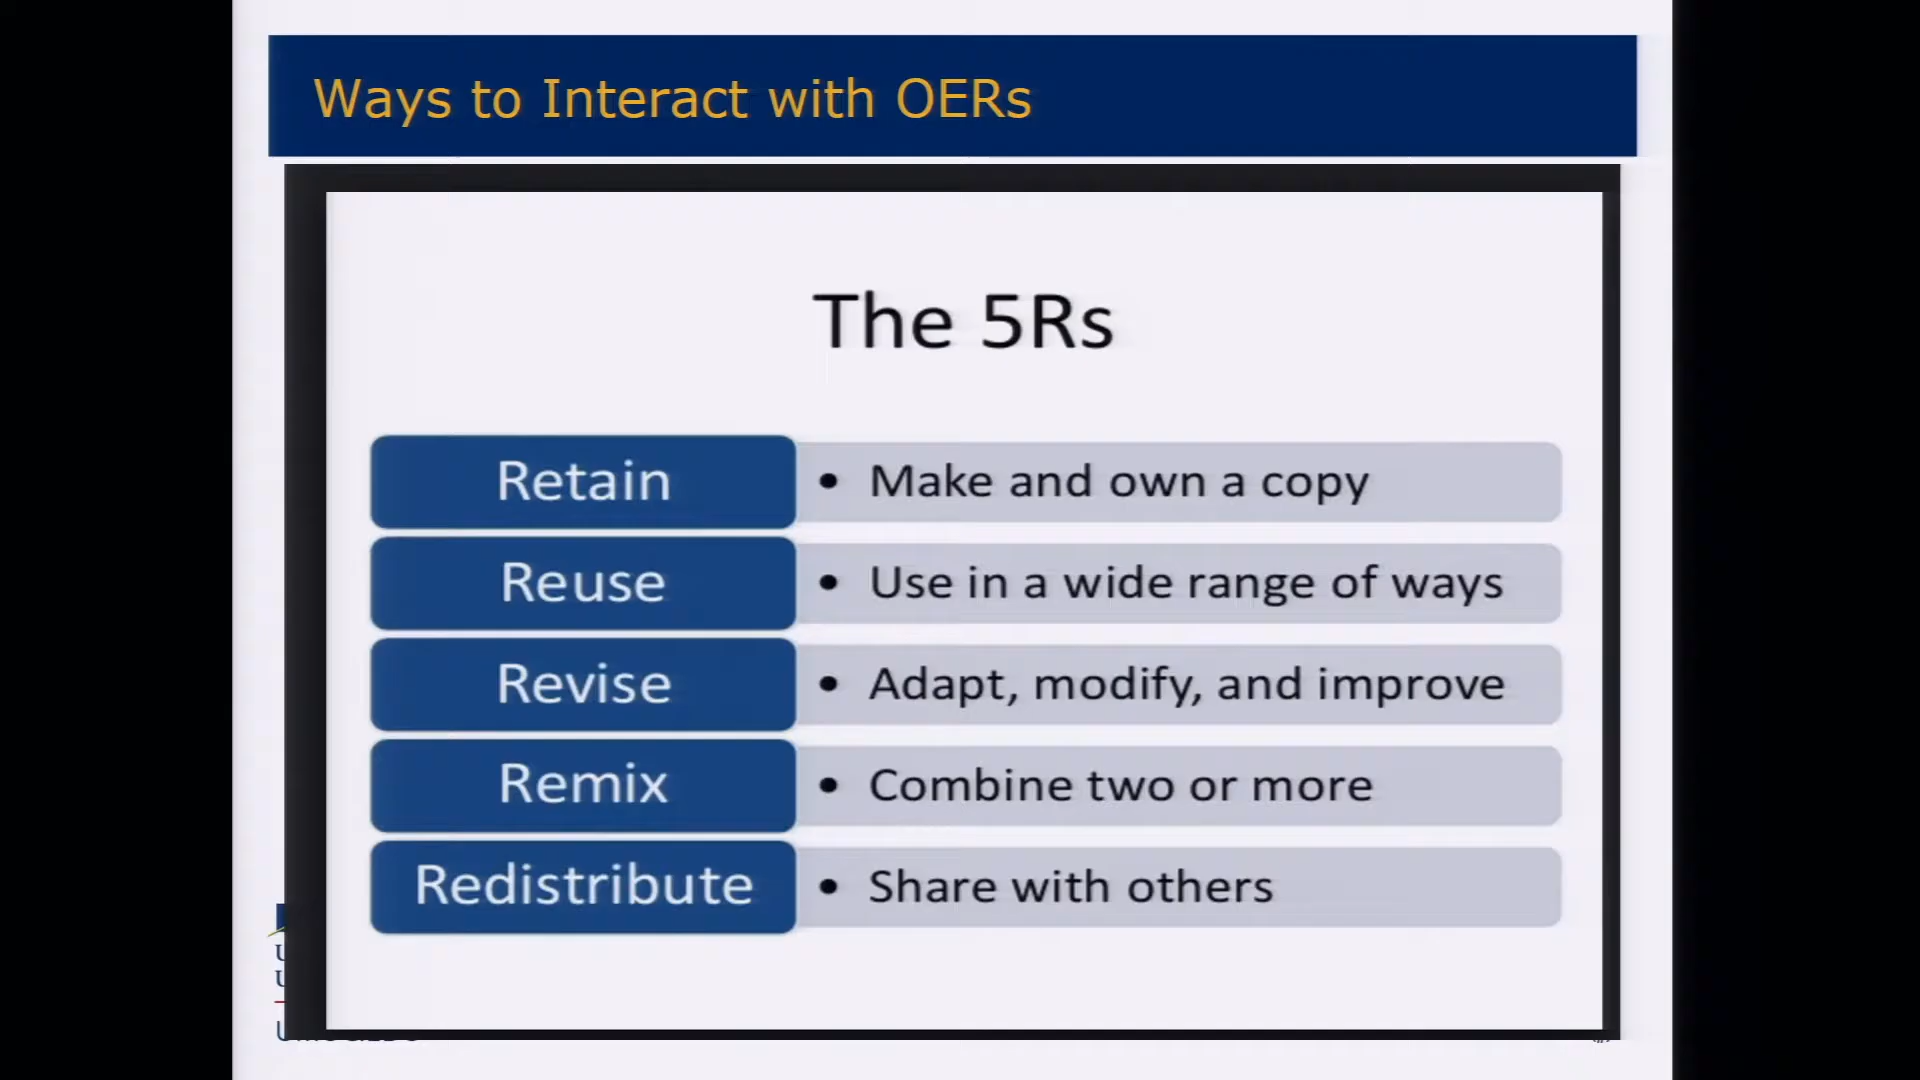 Ways to Interact with OERs
The 5Rs
Retain
• Make and own a copy
Reuse
• Use in a wide range of ways
Revise
• Adapt, modify, and improve
Remix
• Combine two or more
Redistribute
• Share with others